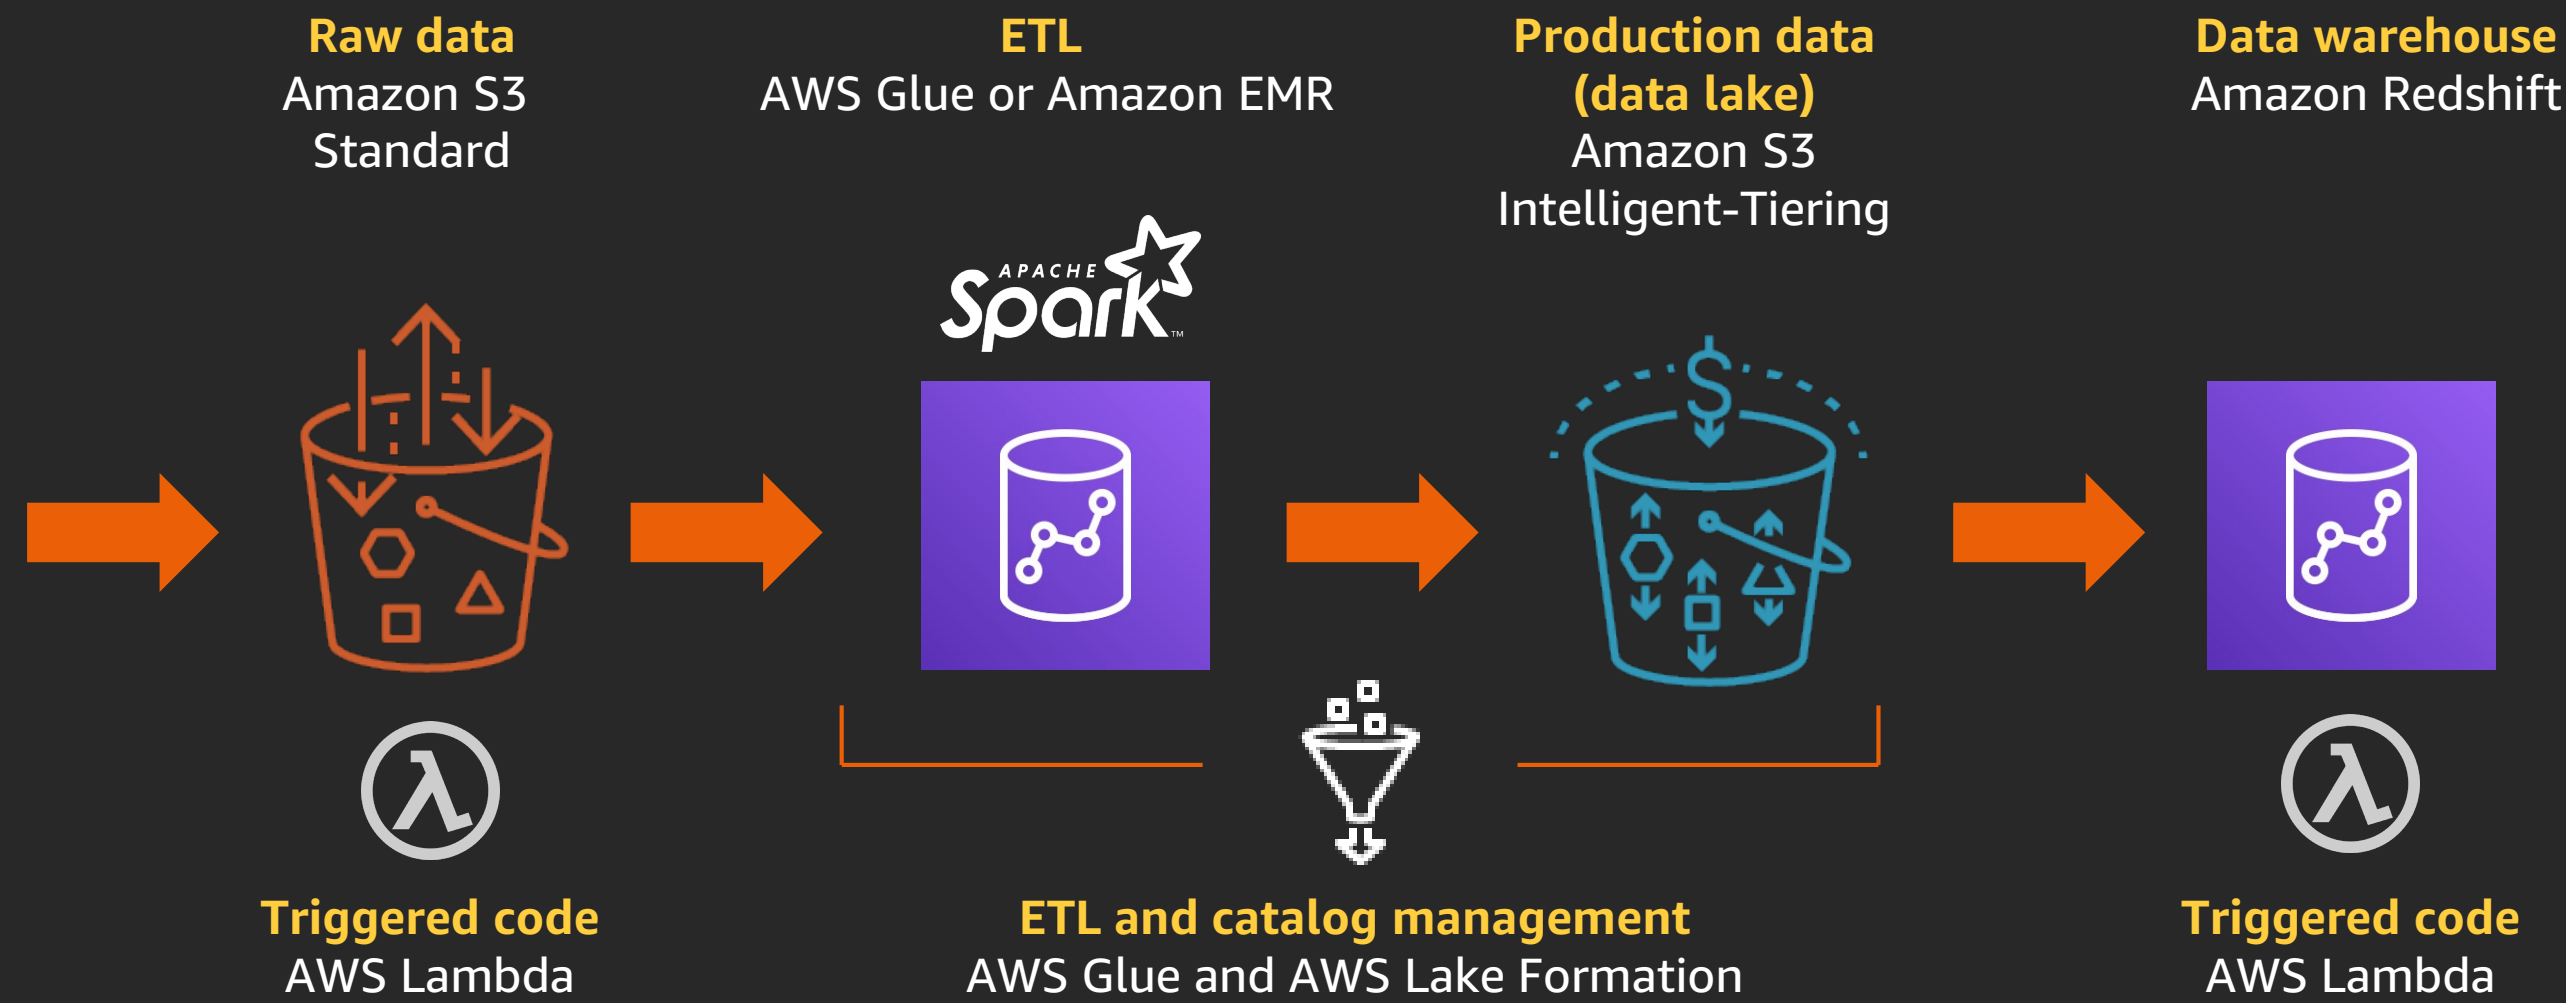 Raw data
Amazon S3
Standard
ETL
AWS Glue or Amazon EMR
Production data
(data lake)
Amazon S3
Intelligent-Tiering
Data warehouse
Amazon Redshift
APACHE
Spark™
Triggered code
AWS Lambda
ETL and catalog management
AWS Glue and AWS Lake Formation
Triggered code
AWS Lambda